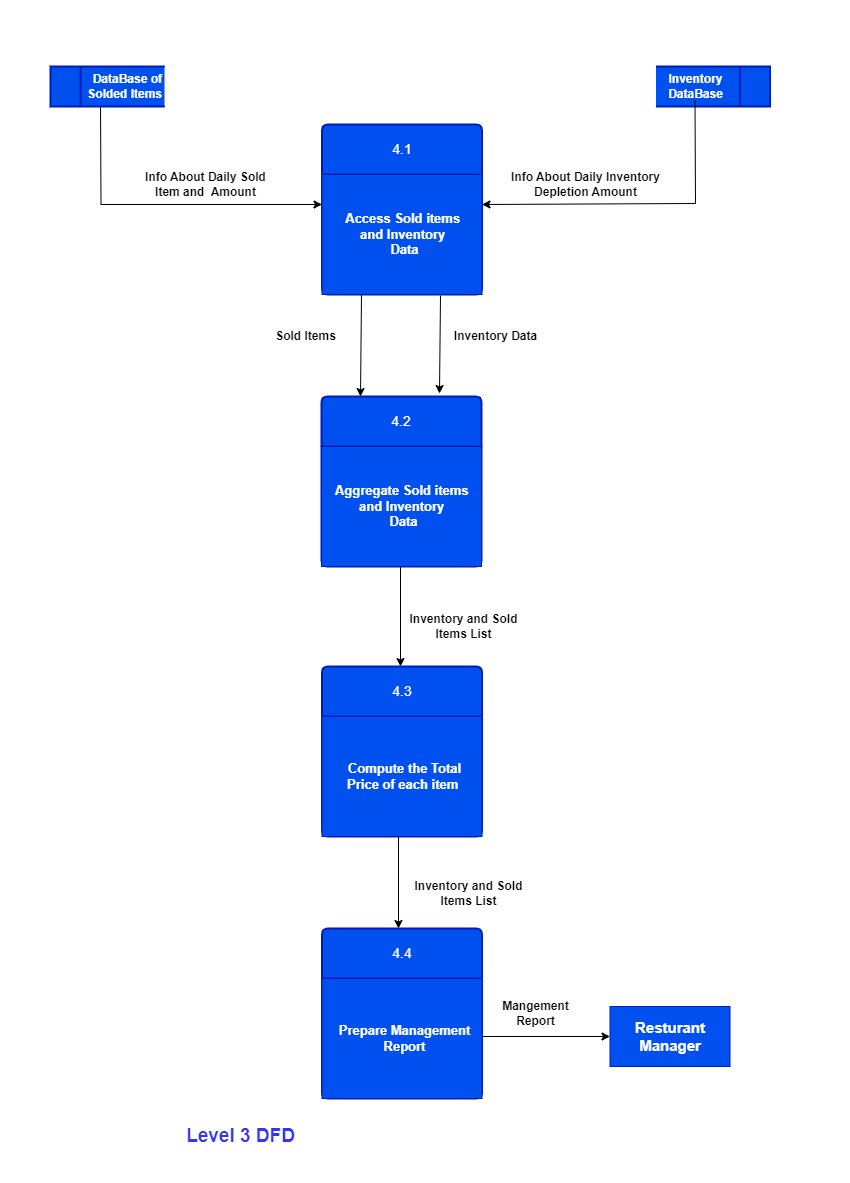 DataBase of
Solded Items
Inventory
DataBase
4.1
Info About Daily Sold
Item and Amount
Info About Daily Inventory
Depletion Amount
Access Sold items
and Inventory
Data
Sold Items
Inventory Data
4.2
Aggregate Sold items
and Inventory
Data
Inventory and Sold
Items List
4.3
Compute the Total
Price of each item
Inventory and Sold
Items List
4.4
Prepare Management
Report
Mangement
Report
Resturant
Manager
Level 3 DFD